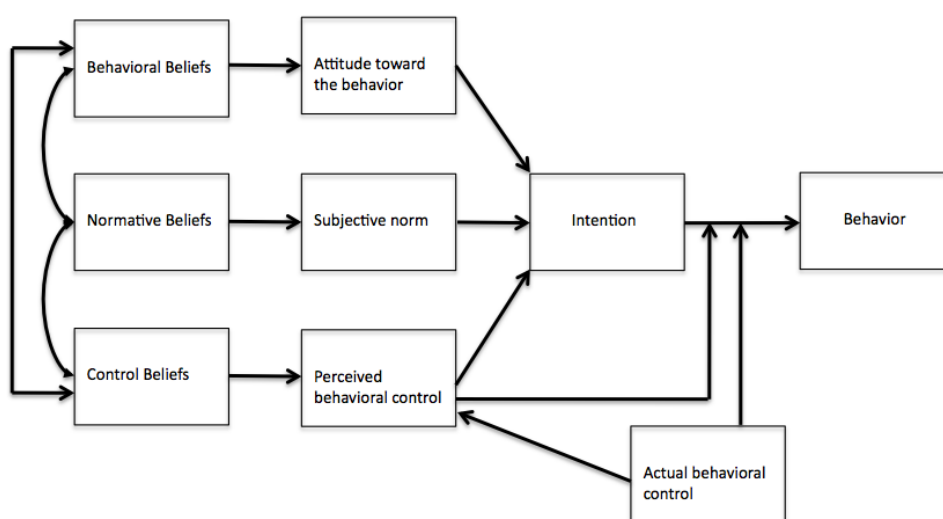 Behavioral Beliefs
Attitude toward
the behavior
Normative Beliefs
Subjective norm
Intention
Behavior
Control Beliefs
Perceived
behavioral control
Actual behavioral
control